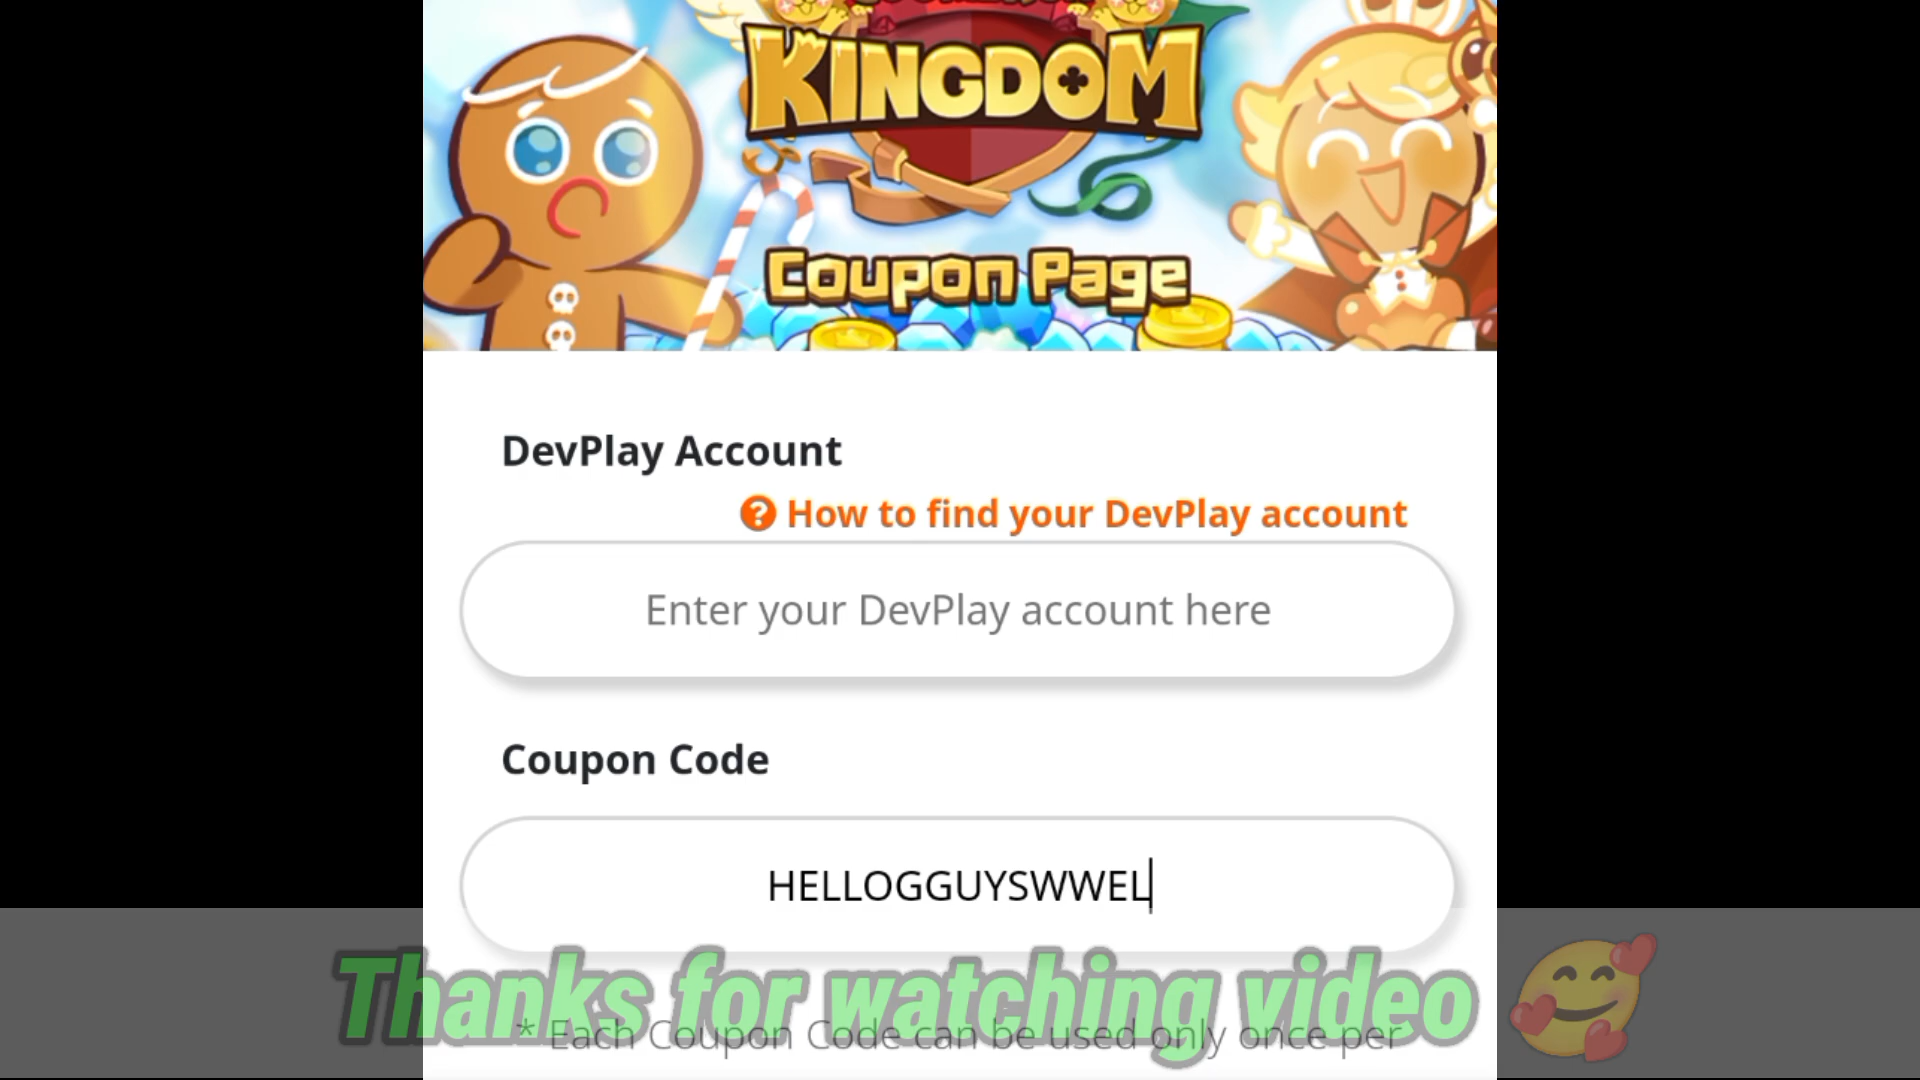 KINGDOM
Coupon Page
DevPlay Account
? How to find your DevPlay account
Enter your DevPlay account here
Coupon Code
HELLOGGUYSWWEL
Thanks for watching video
* Each Coupon Code can be used only once per